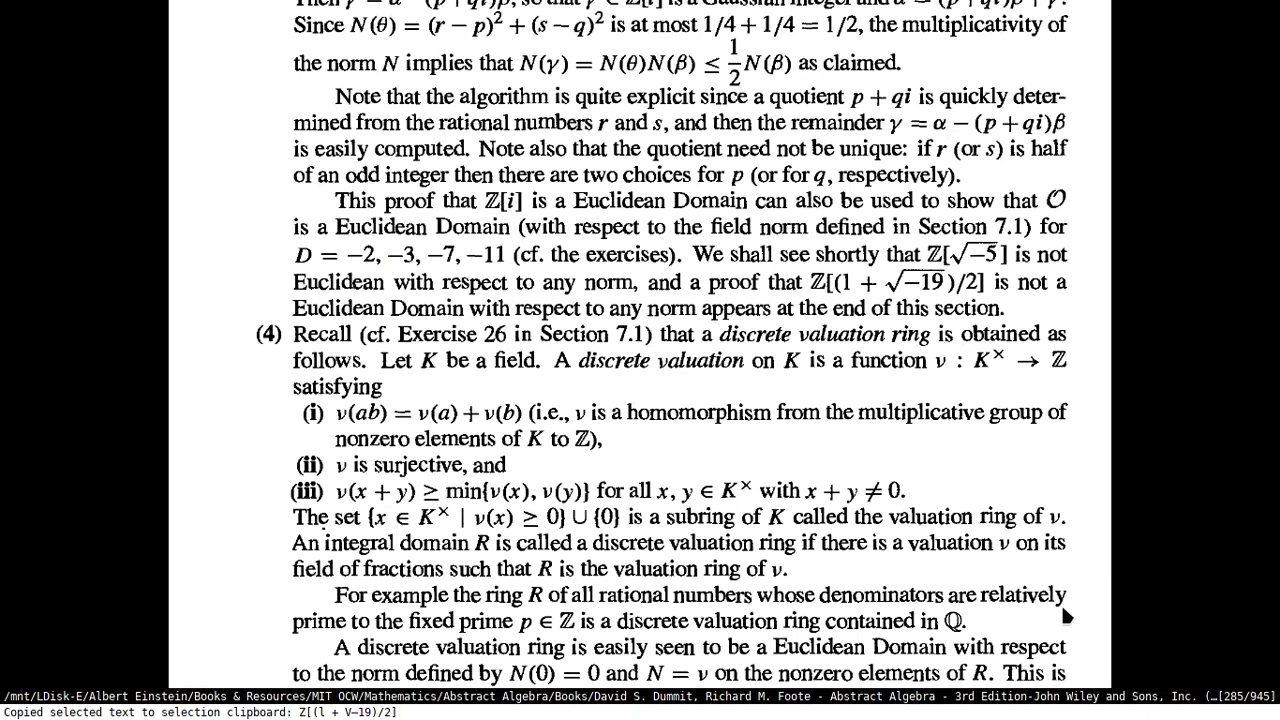 Then γ = α − (p + qi)β, so that γ ∈ ℤ[i] is a Gaussian integer and α = (p + qi)β + γ.
Since N(θ) = (r − p)² + (s − q)² is at most 1/4 + 1/4 = 1/2, the multiplicativity of
the norm N implies that N(γ) = N(θ)N(β) ≤ 1/2 N(β) as claimed.
Note that the algorithm is quite explicit since a quotient p + qi is quickly deter-
mined from the rational numbers r and s, and then the remainder γ = α − (p + qi)β
is easily computed. Note also that the quotient need not be unique: if r (or s) is half
of an odd integer then there are two choices for p (or for q, respectively).
This proof that ℤ[i] is a Euclidean Domain can also be used to show that 𝒪
is a Euclidean Domain (with respect to the field norm defined in Section 7.1) for
D = −2, −3, −7, −11 (cf. the exercises). We shall see shortly that ℤ[√−5] is not
Euclidean with respect to any norm, and a proof that ℤ[(1 + √−19)/2] is not a
Euclidean Domain with respect to any norm appears at the end of this section.
(4) Recall (cf. Exercise 26 in Section 7.1) that a discrete valuation ring is obtained as
follows. Let K be a field. A discrete valuation on K is a function ν : K× → ℤ
satisfying
(i) ν(ab) = ν(a) + ν(b) (i.e., ν is a homomorphism from the multiplicative group of
nonzero elements of K to ℤ),
(ii) ν is surjective, and
(iii) ν(x + y) ≥ min{ν(x), ν(y)} for all x, y ∈ K× with x + y ≠ 0.
The set {x ∈ K× | ν(x) ≥ 0} ∪ {0} is a subring of K called the valuation ring of ν.
An integral domain R is called a discrete valuation ring if there is a valuation ν on its
field of fractions such that R is the valuation ring of ν.
For example the ring R of all rational numbers whose denominators are relatively
prime to the fixed prime p ∈ ℤ is a discrete valuation ring contained in ℚ.
A discrete valuation ring is easily seen to be a Euclidean Domain with respect
to the norm defined by N(0) = 0 and N = ν on the nonzero elements of R. This is
/mnt/LDisk-E/Albert Einstein/Books & Resources/MIT OCW/Mathematics/Abstract Algebra/Books/David S. Dummit, Richard M. Foote - Abstract Algebra - 3rd Edition-John Wiley and Sons, Inc. (…[285/945]
Copied selected text to selection clipboard: Z[(l + V—19)/2]